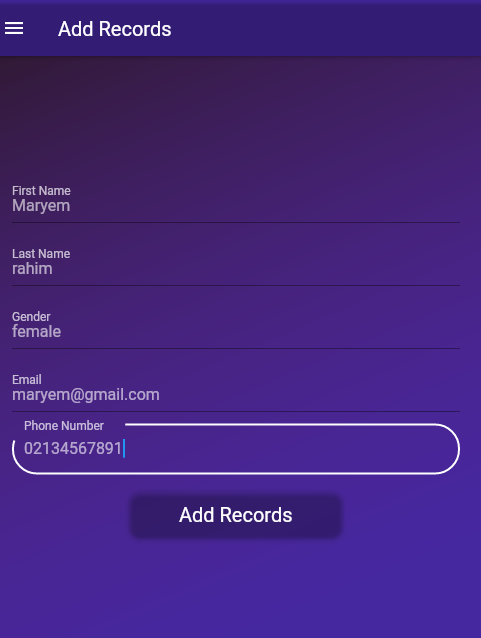 Add Records
First Name
Maryem
Last Name
rahim
Gender
female
Email
maryem@gmail.com
Phone Number
02134567891
Add Records